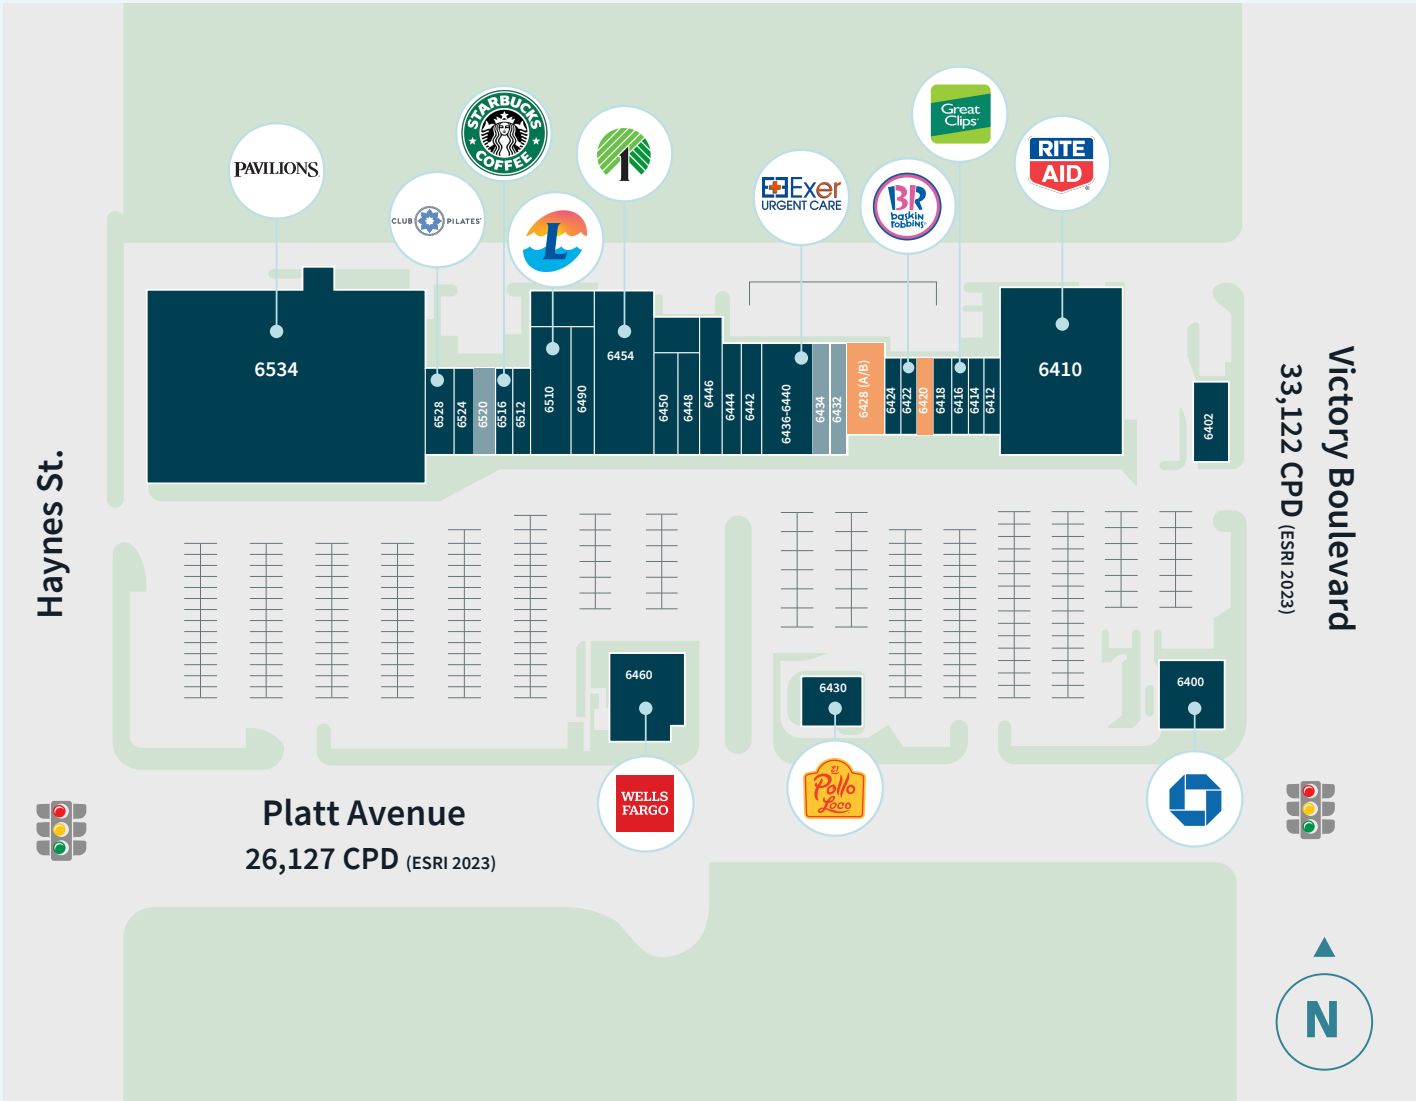 STARBUCKS
COFFEE
Great
Clips
RITE
AID
PAVILIONS
CLUB PILATES
L
1
Exer
URGENT CARE
BR
baskin
robbins
6534
6528
6524
6520
6516
6512
6510
6490
6454
6450
6448
6446
6444
6442
6436-6440
6434
6432
6428 (A/B)
6424
6422
6420
6418
6416
6414
6412
6410
6402
Haynes St.
Victory Boulevard
33,122 CPD (ESRI 2023)
6460
6430
6400
WELLS
FARGO
El
Pollo
Loco
Platt Avenue
26,127 CPD (ESRI 2023)
N